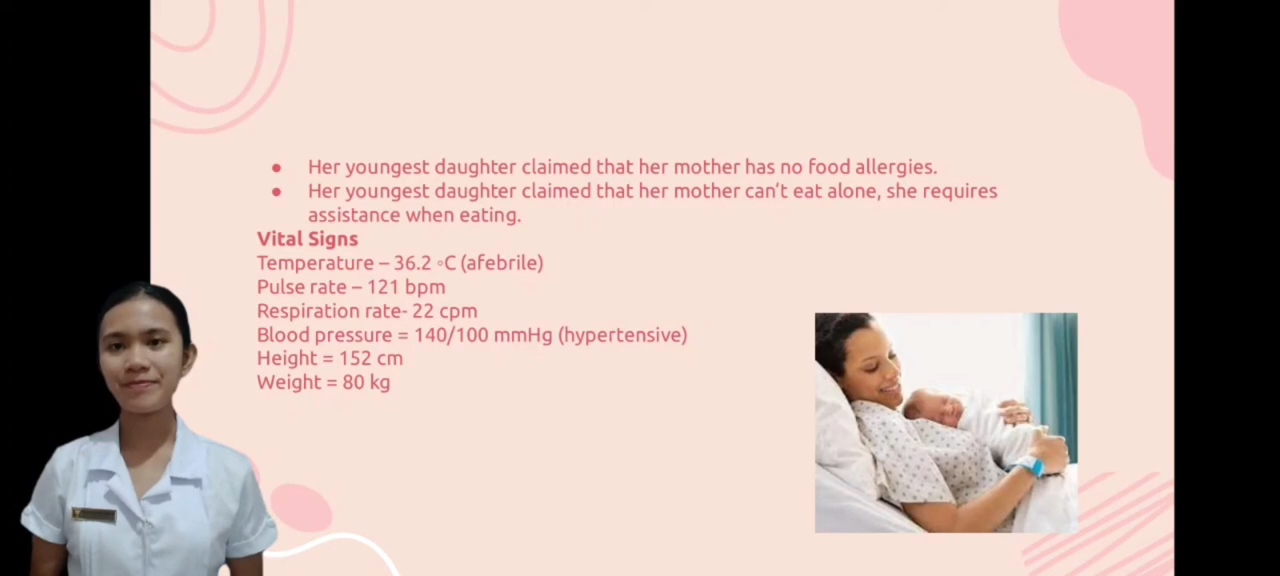 ● Her youngest daughter claimed that her mother has no food allergies.
● Her youngest daughter claimed that her mother can’t eat alone, she requires
assistance when eating.
Vital Signs
Temperature – 36.2 ◦C (afebrile)
Pulse rate – 121 bpm
Respiration rate- 22 cpm
Blood pressure = 140/100 mmHg (hypertensive)
Height = 152 cm
Weight = 80 kg